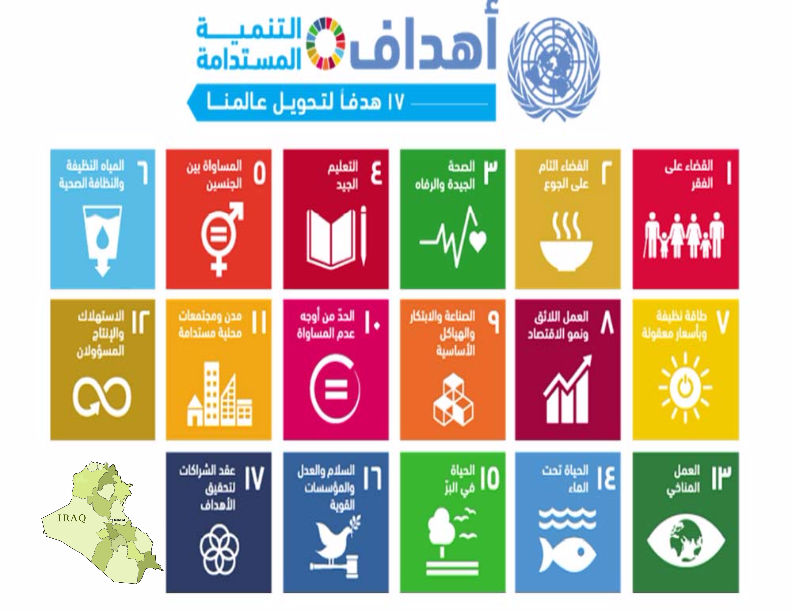 أهداف
التنمية
المستدامة
١٧ هدفاً لتحويل عالمنا
١
القضاء على
الفقر
٢
القضاء التام
على الجوع
٣
الصحة
الجيدة والرفاه
٤
التعليم
الجيد
٥
المساواة بين
الجنسين
٦
المياه النظيفة
والنظافة الصحية
٧
طاقة نظيفة
وبأسعار معقولة
٨
العمل اللائق
ونمو الاقتصاد
٩
الصناعة والابتكار
والهياكل
الأساسية
١٠
الحدّ من أوجه
عدم المساواة
١١
مدن ومجتمعات
محلية مستدامة
١٢
الاستهلاك
والإنتاج
المسؤولان
١٣
العمل
المناخي
١٤
الحياة تحت
الماء
١٥
الحياة
في البرّ
١٦
السلام والعدل
والمؤسسات
القوية
١٧
عقد الشراكات
لتحقيق
الأهداف
IRAQ